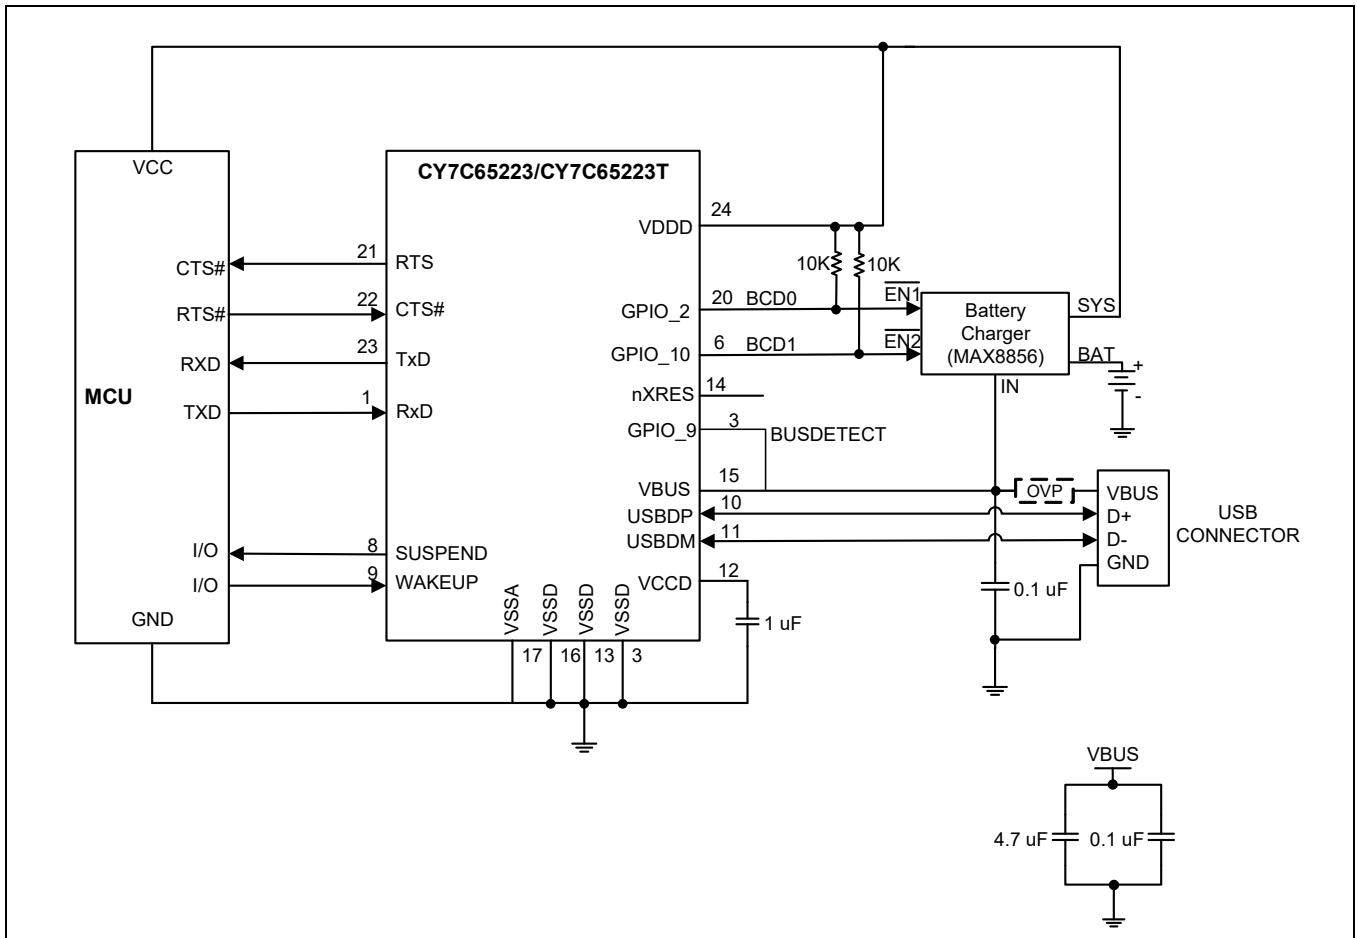 VCC
CTS#
RTS#
RXD
MCU
TXD
I/O
I/O
GND
21
22
23
1
8
9
CY7C65223/CY7C65223T
RTS
CTS#
TxD
RxD
SUSPEND
WAKEUP
VDDD
GPIO_2
GPIO_10
nXRES
GPIO_9
VBUS
USBDP
USBDM
VCCD
VSSA
VSSD
VSSD
VSSD
17
16
13
3
24
20
BCD0
6
BCD1
14
3
BUSDETECT
15
10
11
12
1 uF
10K
10K
EN1
EN2
Battery
Charger
(MAX8856)
SYS
BAT
+
-
IN
OVP
VBUS
D+
D-
GND
USB
CONNECTOR
0.1 uF
VBUS
4.7 uF
0.1 uF